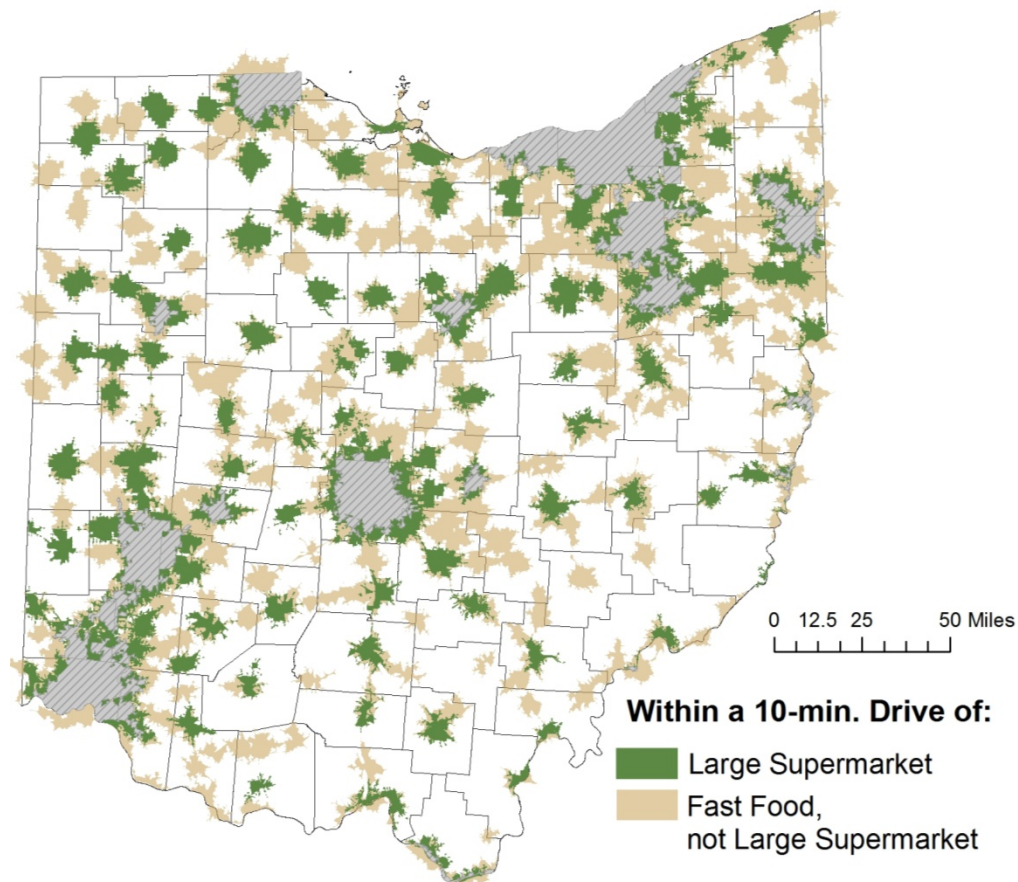 0 12.5 25 50 Miles
Within a 10-min. Drive of:
Large Supermarket
Fast Food,
not Large Supermarket